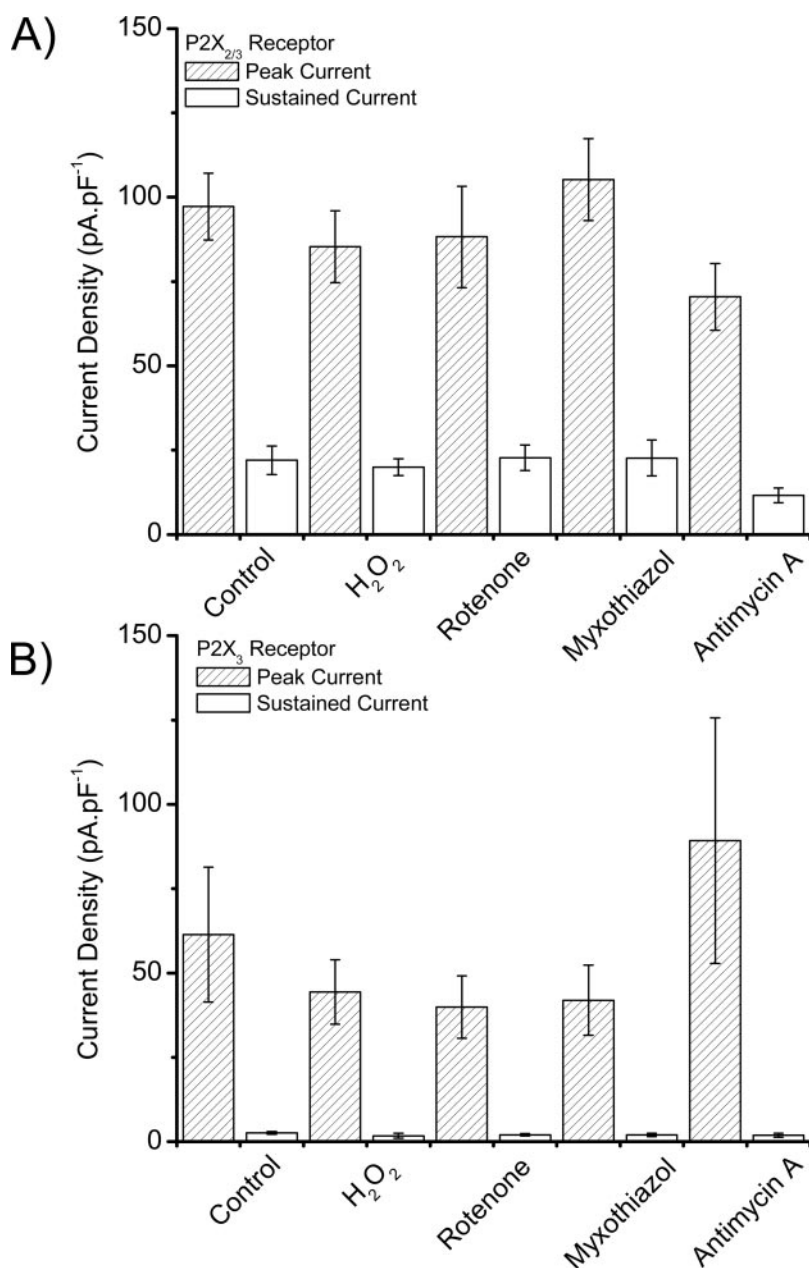 A)
P2X2/3 Receptor
Peak Current
Sustained Current
Current Density (pA.pF-1)
150
100
50
0
Control
H2O2
Rotenone
Myxothiazol
Antimycin A
B)
P2X3 Receptor
Peak Current
Sustained Current
Current Density (pA.pF-1)
150
100
50
0
Control
H2O2
Rotenone
Myxothiazol
Antimycin A